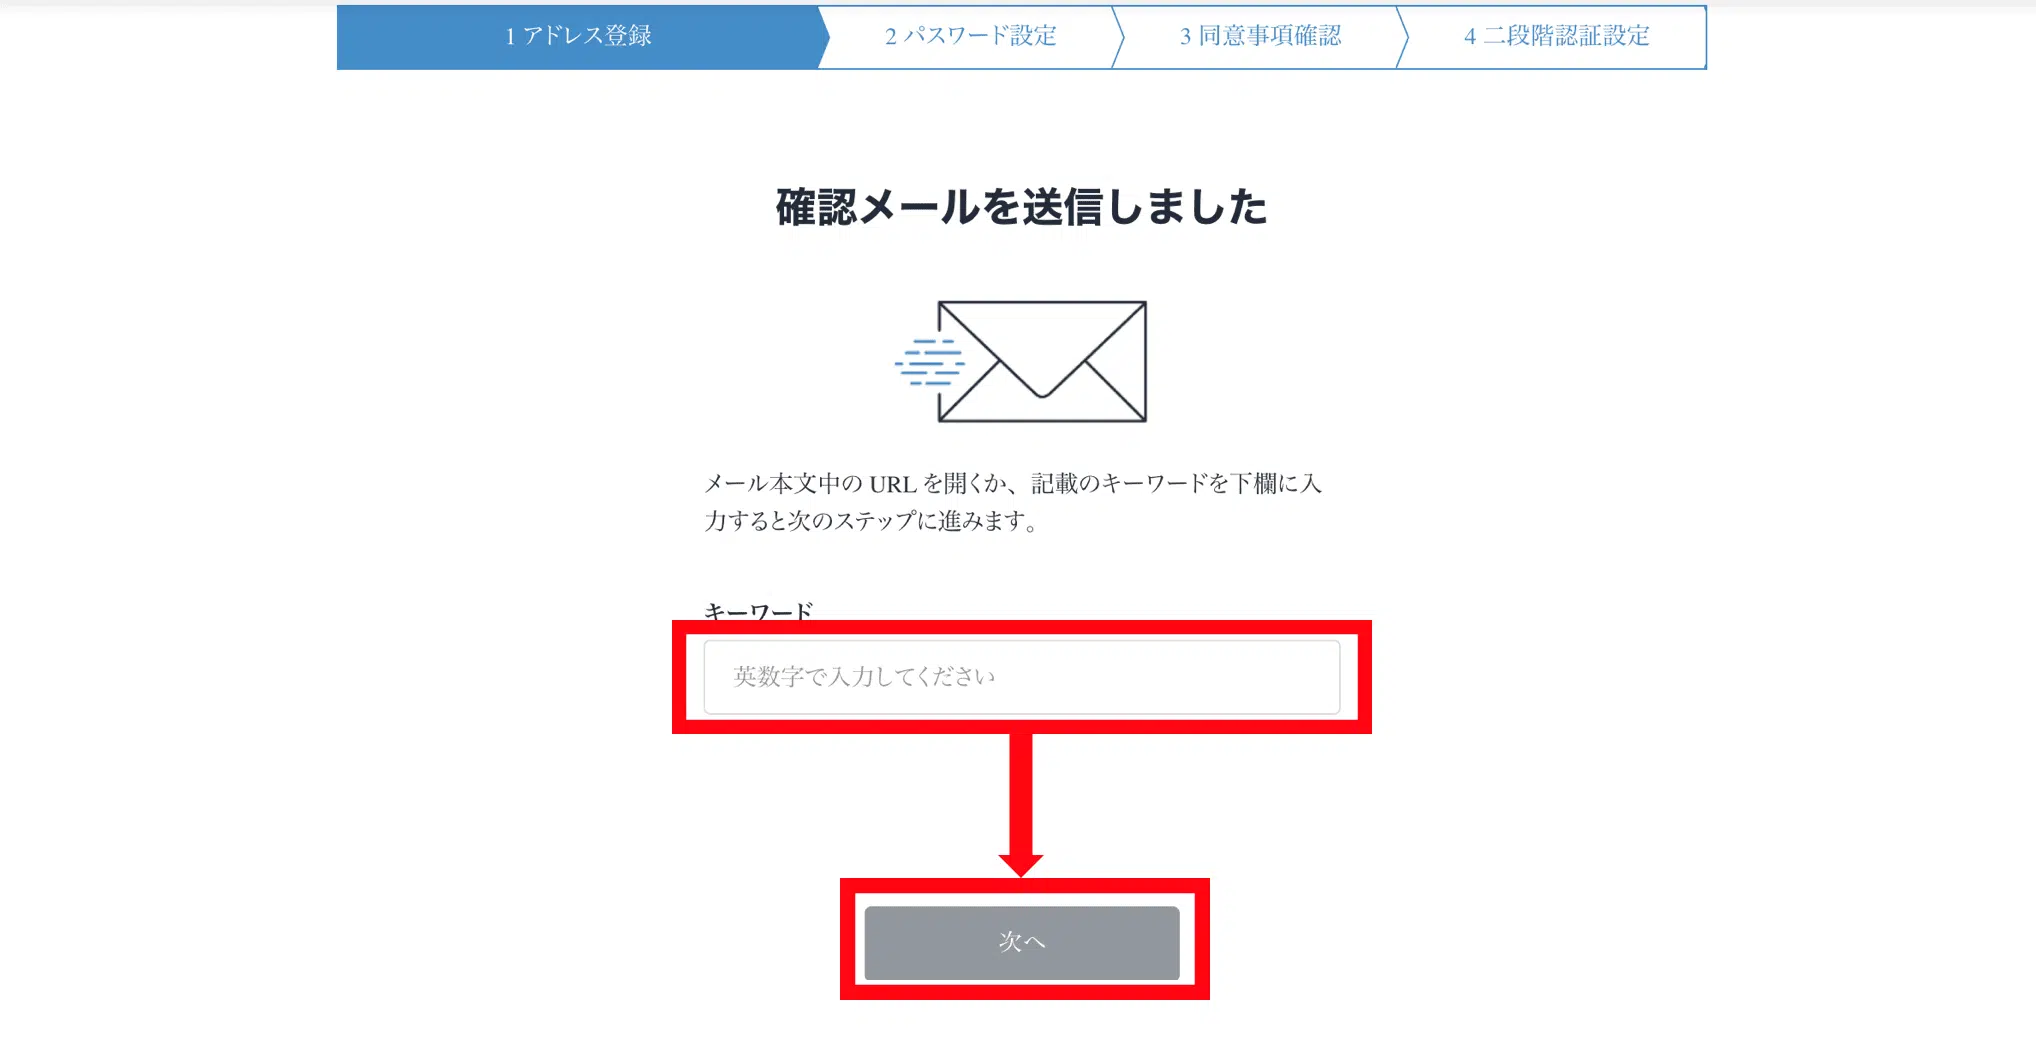 1 アドレス登録
2 パスワード設定
3 同意事項確認
4 二段階認証設定
確認メールを送信しました
メール本文中の URL を開くか、記載のキーワードを下欄に入
力すると次のステップに進みます。
キーワード
英数字で入力してください
次へ